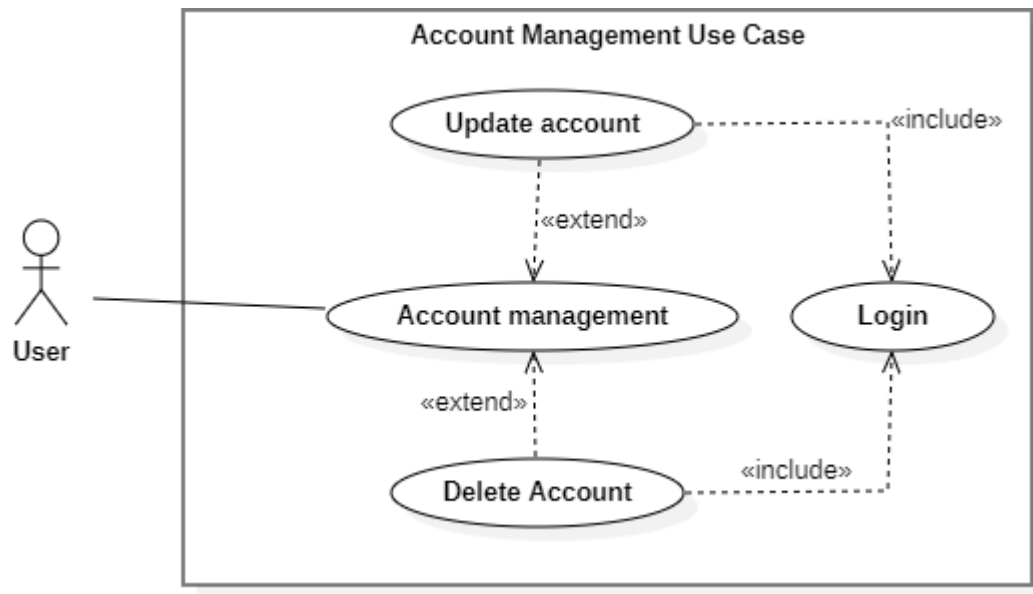 Account Management Use Case
Update account
«include»
«extend»
User
Account management
Login
«extend»
Delete Account
«include»